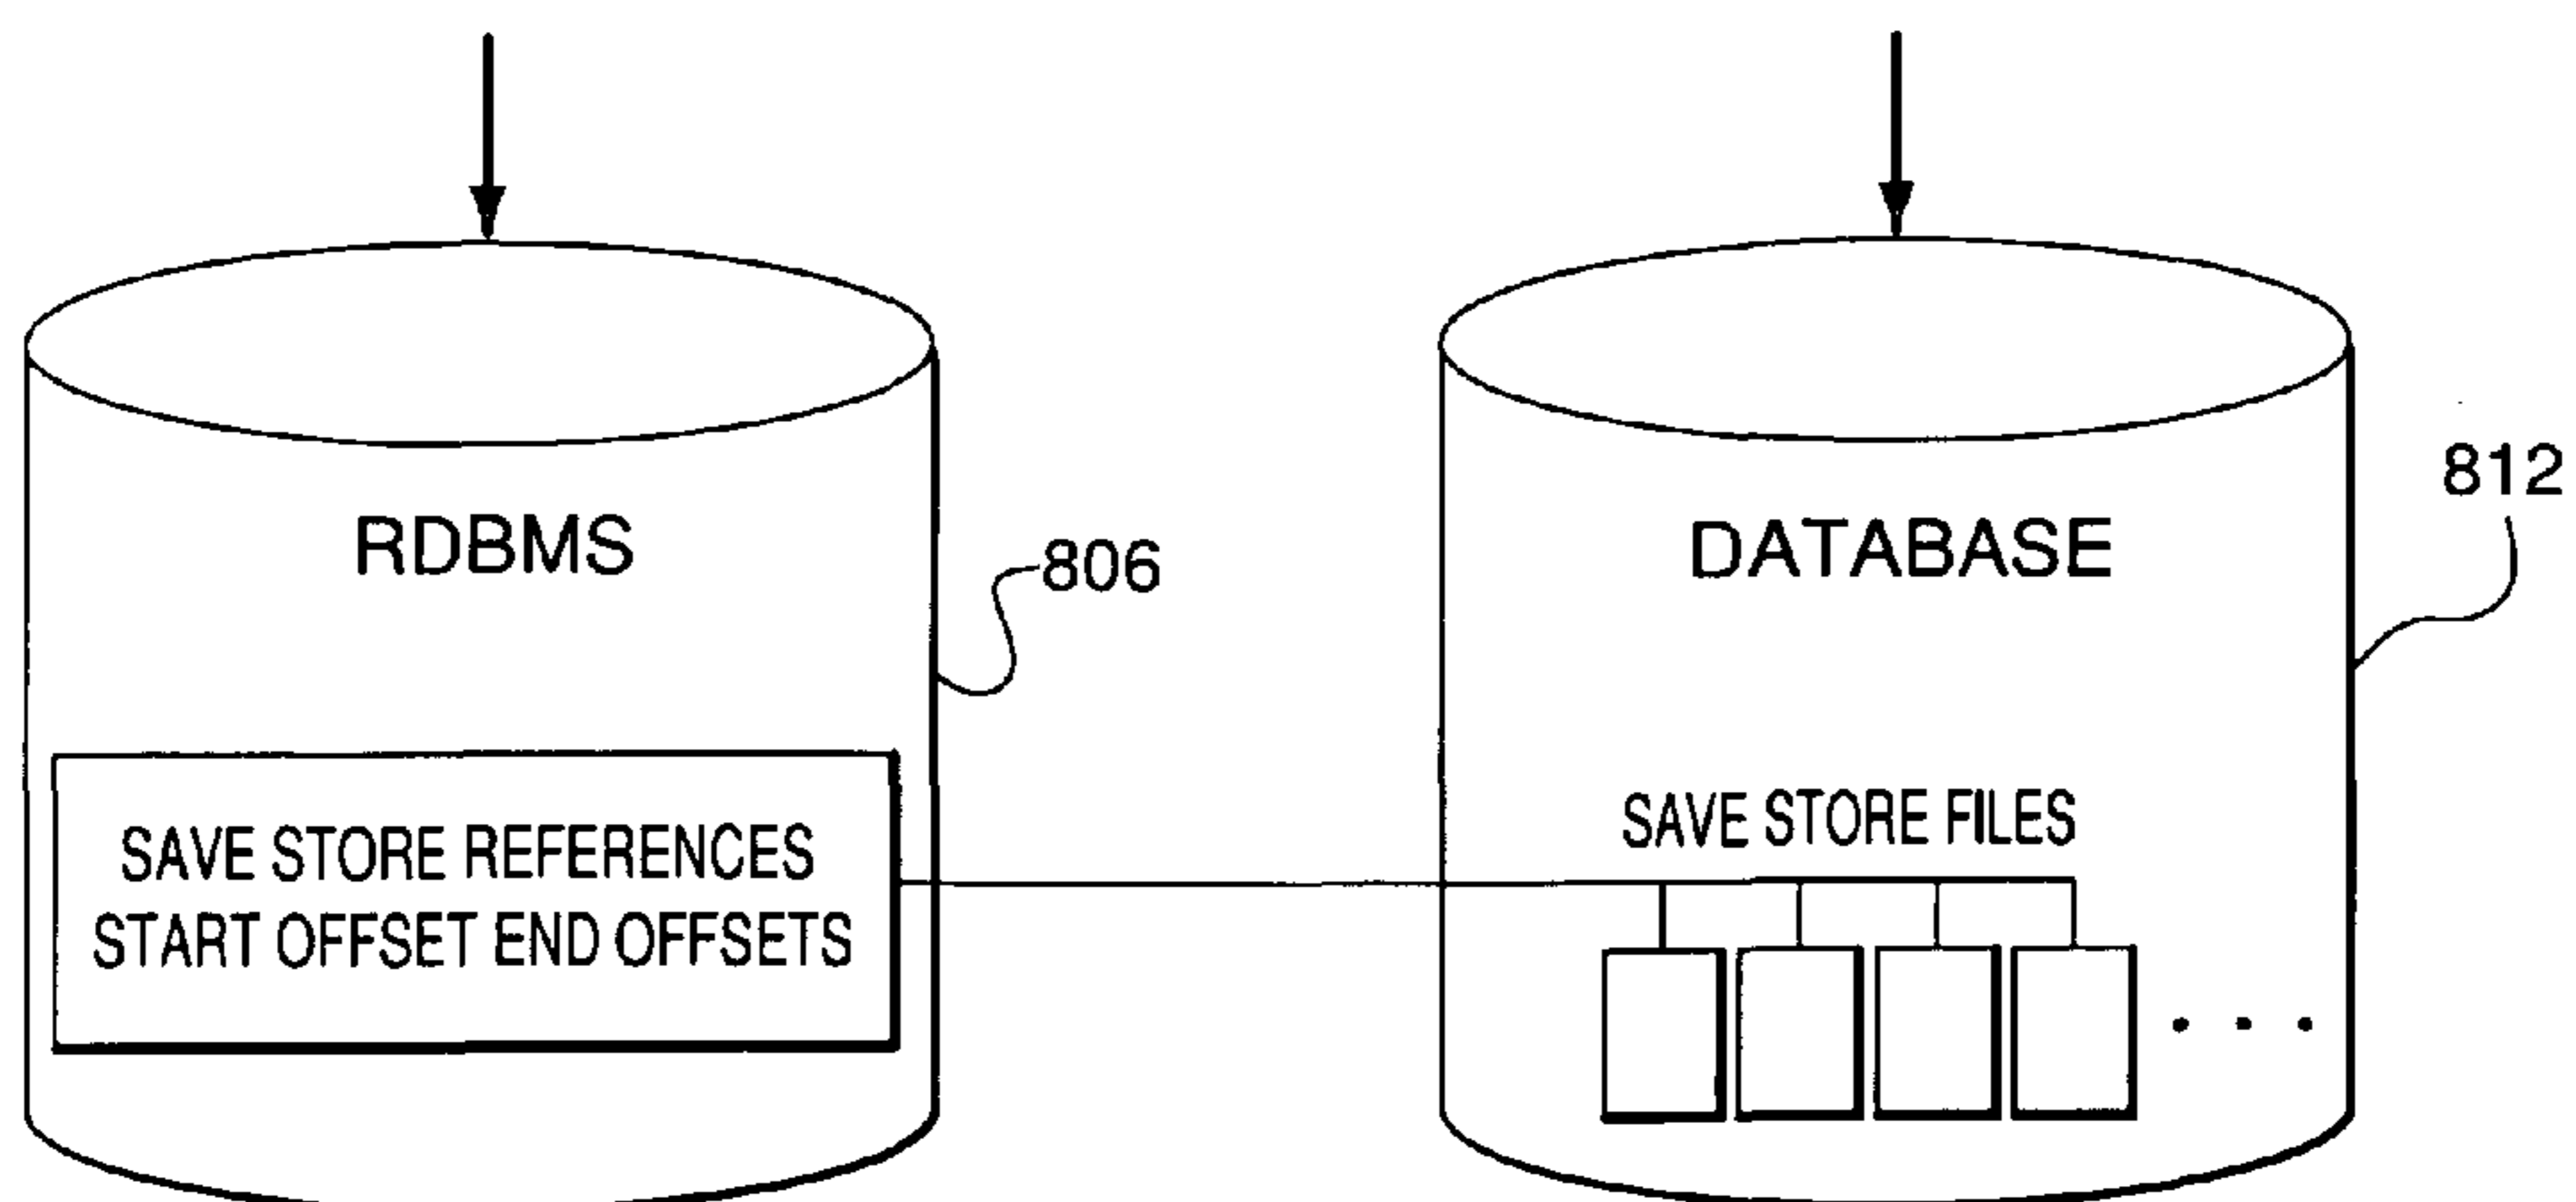 RDBMS
806
SAVE STORE REFERENCES
START OFFSET END OFFSETS
DATABASE
812
SAVE STORE FILES